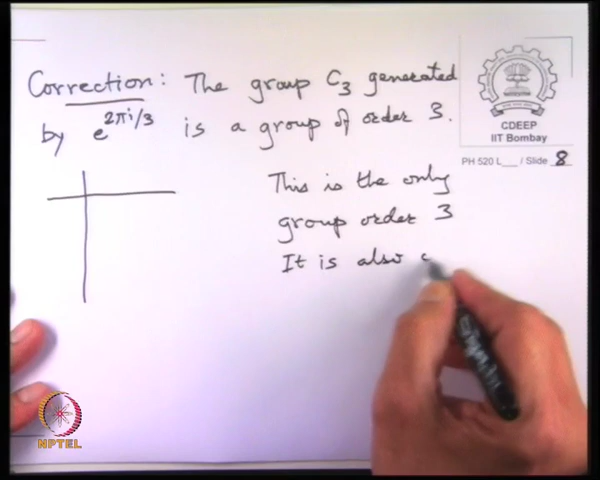 Correction: The group C3 generated
by e^2πi/3 is a group of order 3.
CDEEP
IIT Bombay
PH 520 L___ / Slide 8
This is the only
group order 3
It is also
NPTEL